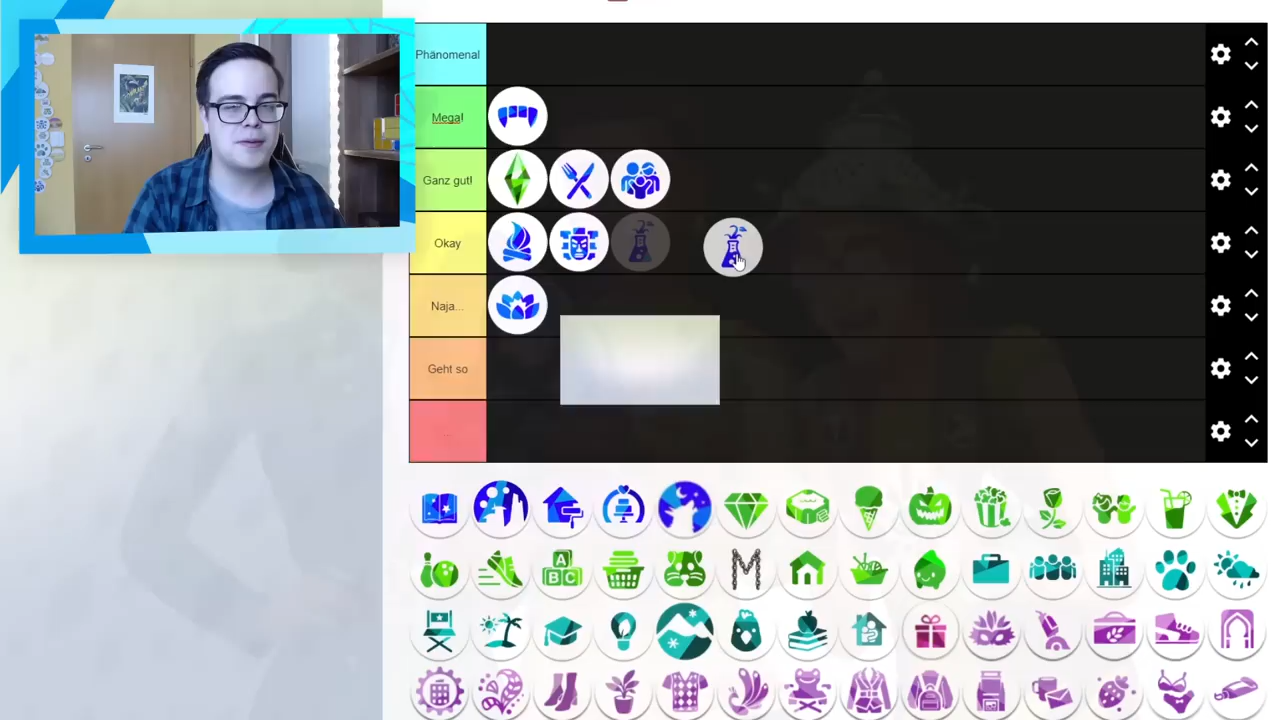 Phänomenal
Mega!
Ganz gut!
Okay
Naja...
Geht so
A
B C
M